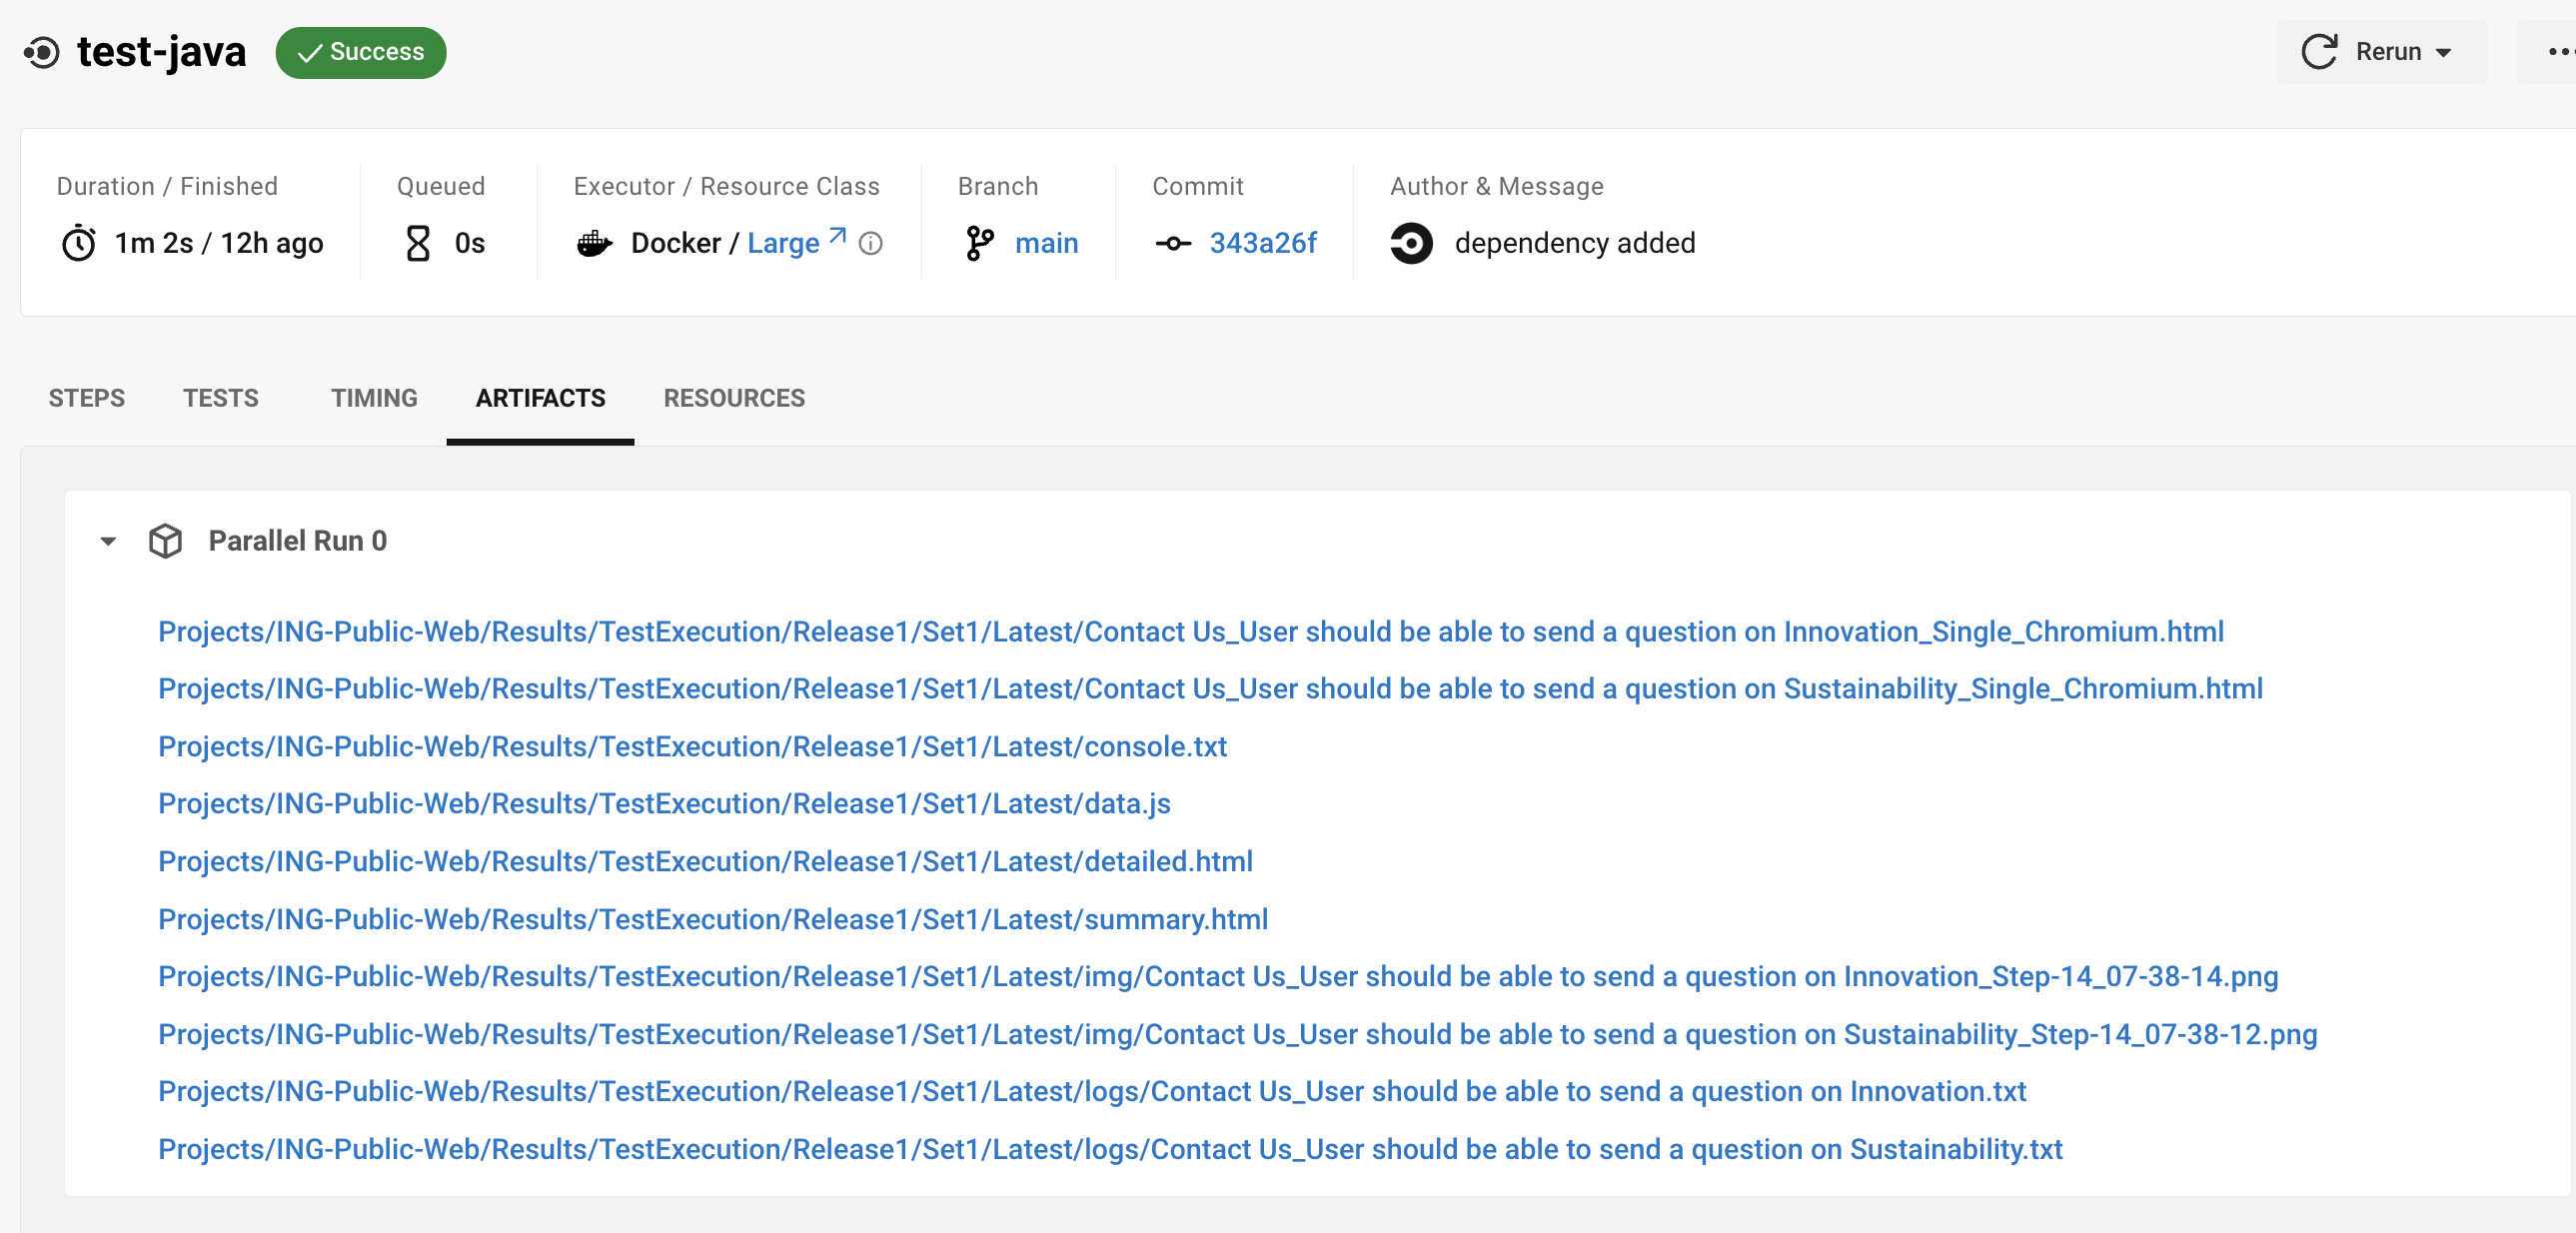 test-java Success Rerun
Duration / Finished Queued Executor / Resource Class Branch Commit Author & Message
1m 2s / 12h ago 0s Docker / Large main 343a26f dependency added
STEPS TESTS TIMING ARTIFACTS RESOURCES
Parallel Run 0
Projects/ING-Public-Web/Results/TestExecution/Release1/Set1/Latest/Contact Us_User should be able to send a question on Innovation_Single_Chromium.html
Projects/ING-Public-Web/Results/TestExecution/Release1/Set1/Latest/Contact Us_User should be able to send a question on Sustainability_Single_Chromium.html
Projects/ING-Public-Web/Results/TestExecution/Release1/Set1/Latest/console.txt
Projects/ING-Public-Web/Results/TestExecution/Release1/Set1/Latest/data.js
Projects/ING-Public-Web/Results/TestExecution/Release1/Set1/Latest/detailed.html
Projects/ING-Public-Web/Results/TestExecution/Release1/Set1/Latest/summary.html
Projects/ING-Public-Web/Results/TestExecution/Release1/Set1/Latest/img/Contact Us_User should be able to send a question on Innovation_Step-14_07-38-14.png
Projects/ING-Public-Web/Results/TestExecution/Release1/Set1/Latest/img/Contact Us_User should be able to send a question on Sustainability_Step-14_07-38-12.png
Projects/ING-Public-Web/Results/TestExecution/Release1/Set1/Latest/logs/Contact Us_User should be able to send a question on Innovation.txt
Projects/ING-Public-Web/Results/TestExecution/Release1/Set1/Latest/logs/Contact Us_User should be able to send a question on Sustainability.txt